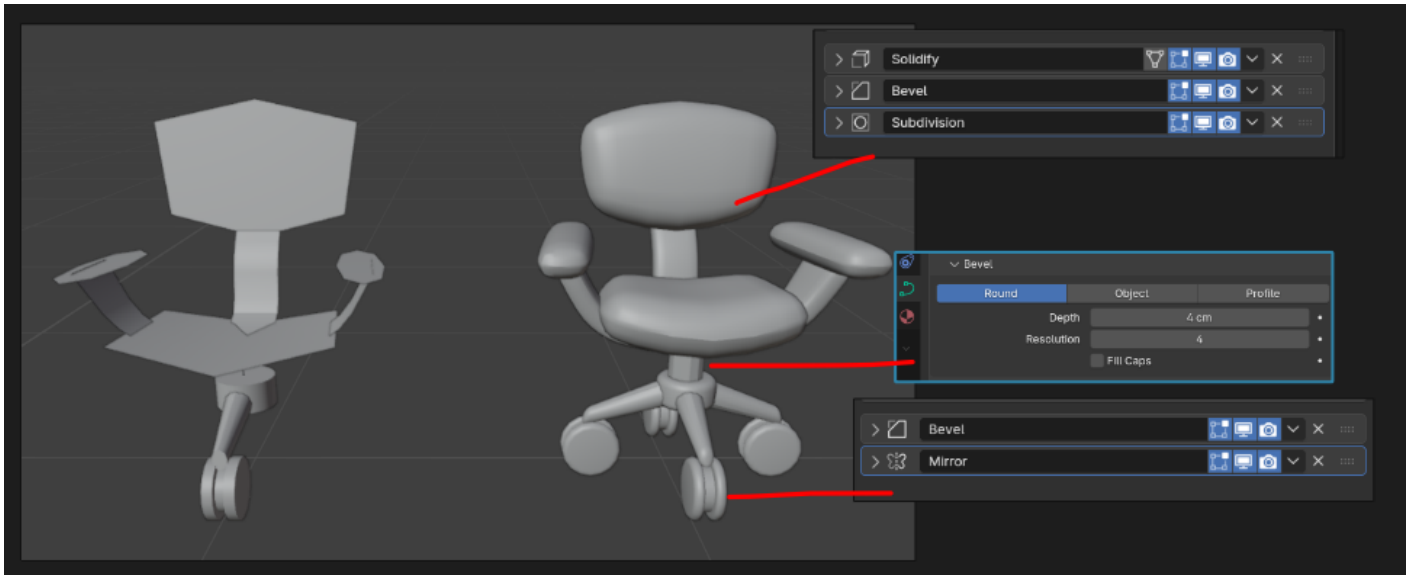 Solidify
Bevel
Subdivision
Bevel
Round Object Profile
Depth 4 cm
Resolution 4
Fill Caps
Bevel
Mirror